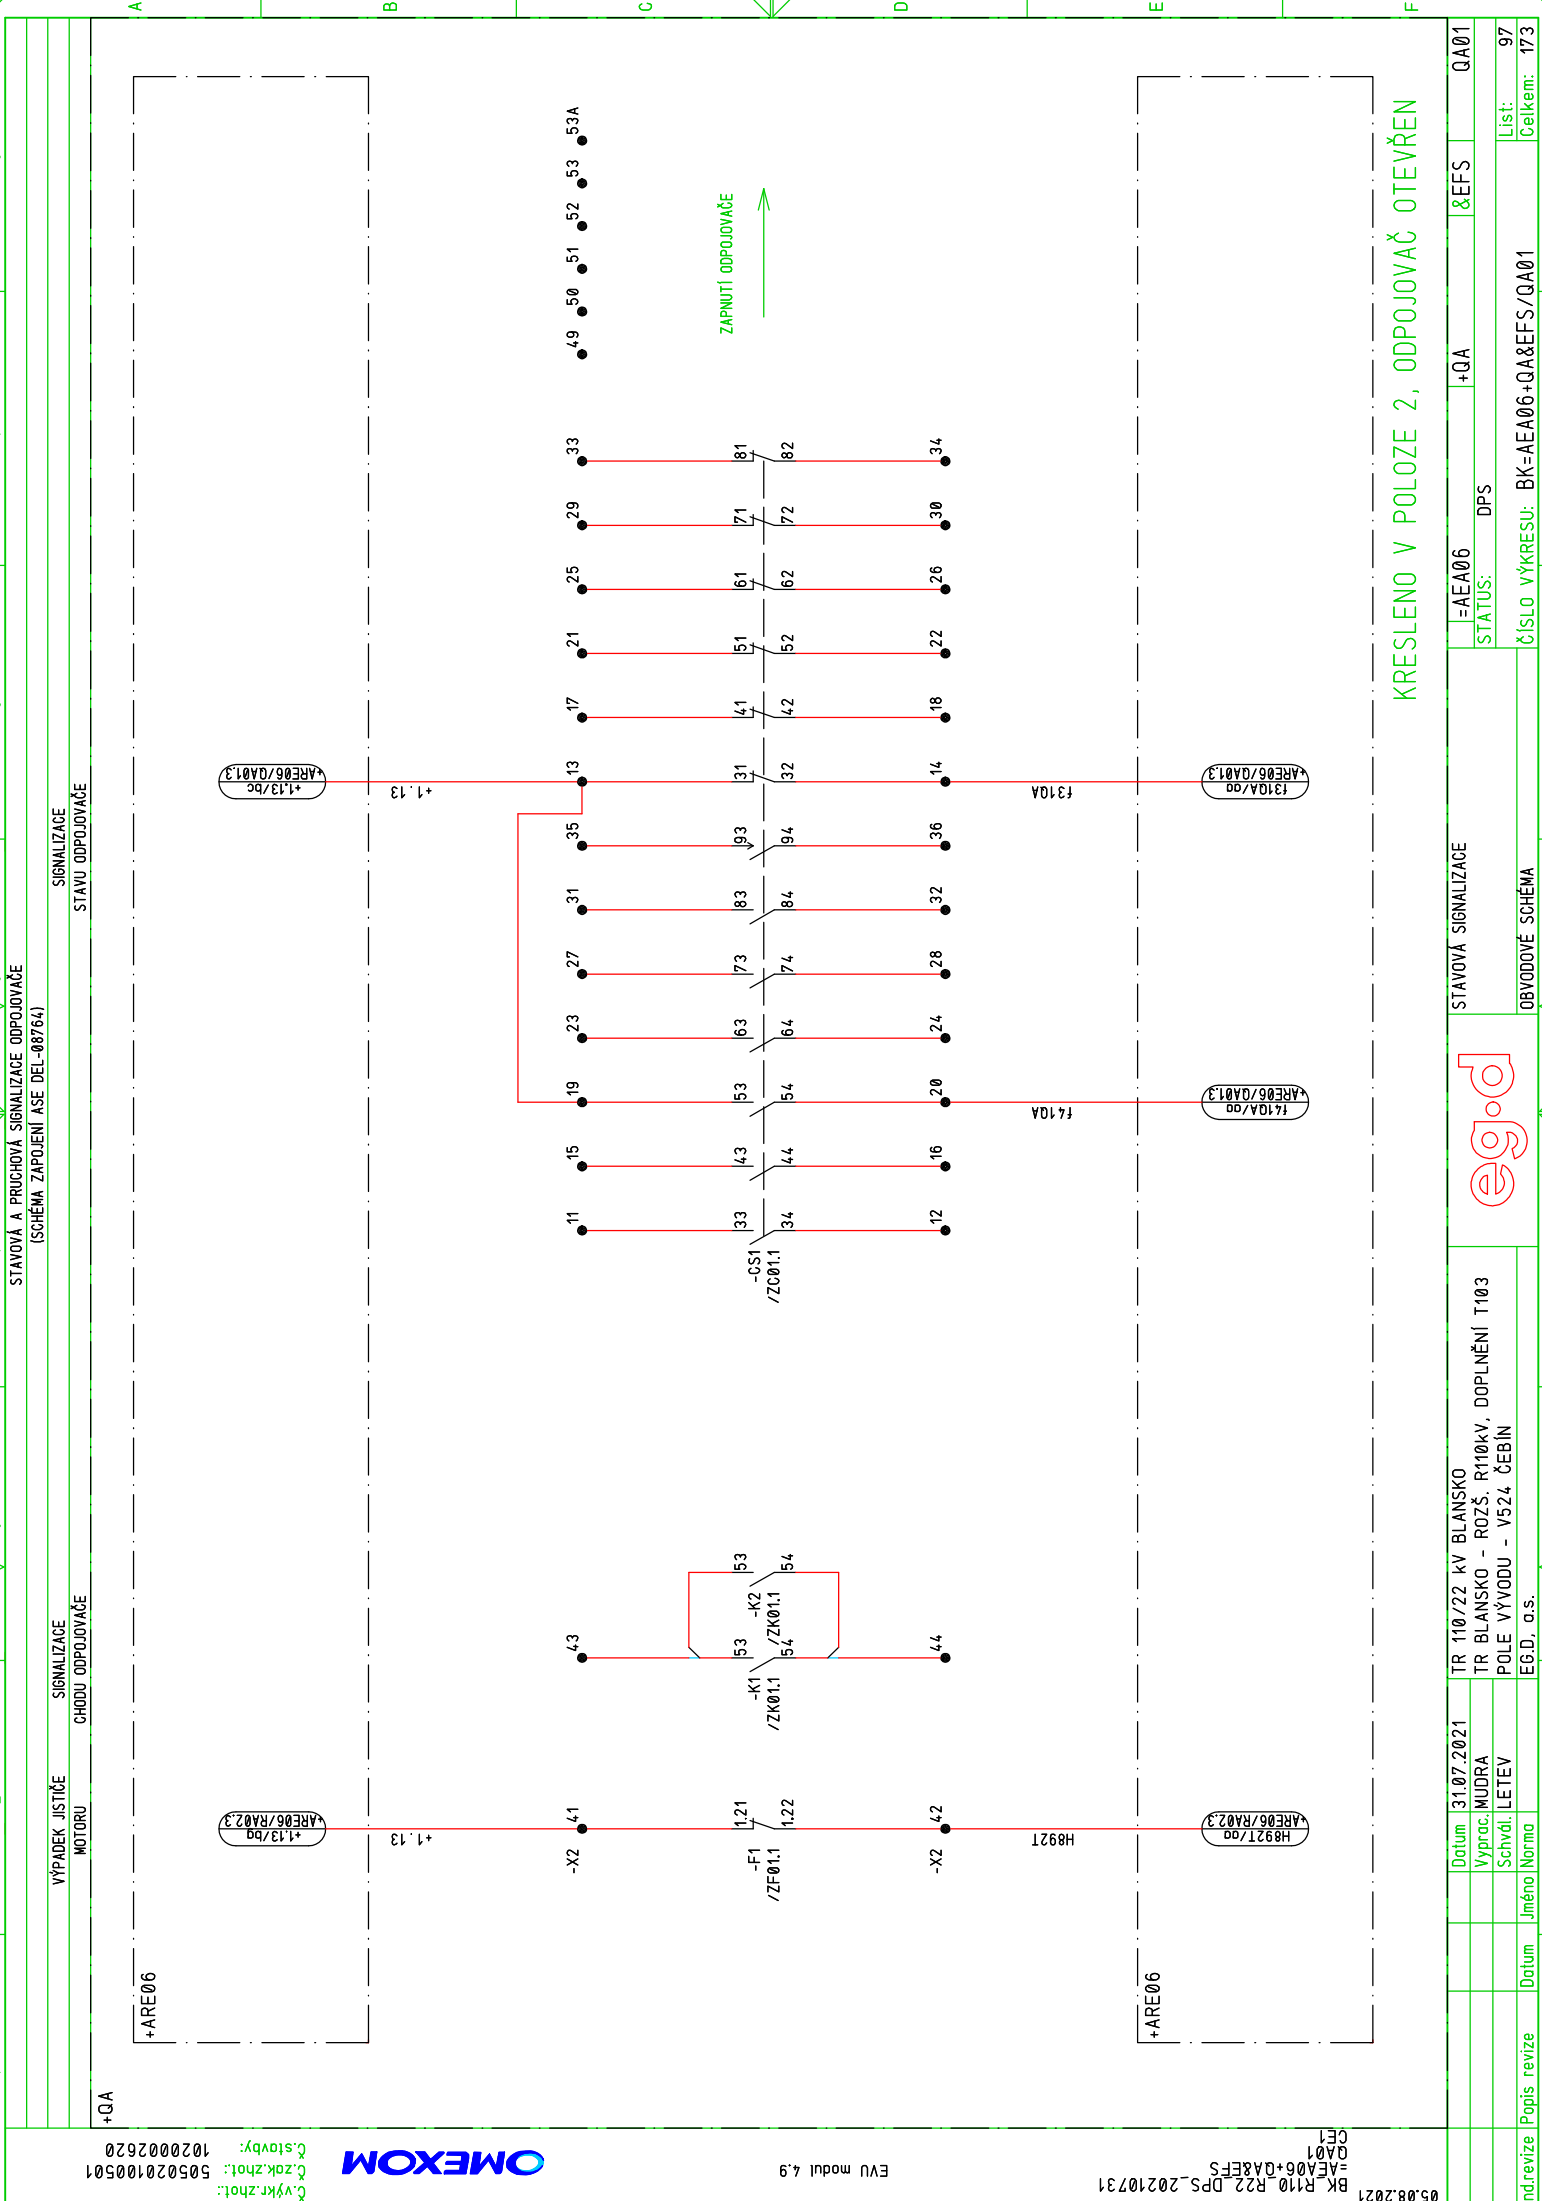 STAVOVÁ A PRUCHOVÁ SIGNALIZACE ODPOJOVAČE
(SCHÉMA ZAPOJENÍ ASE DEL-08764)
VÝPADEK JISTIČE
MOTORU
SIGNALIZACE
CHODU ODPOJOVAČE
SIGNALIZACE
STAVU ODPOJOVAČE
A
B
C
D
E
F
+QA
+ARE06
+1.13/bg
+ARE06/RA02.3
+1.13/bc
+ARE06/QA01.3
+1.13
+1.13
-X2
41
43
11
15
19
23
27
31
35
13
17
21
25
29
33
49
50
51
52
53
53A
-F1
/ZF01.1
1.21
1.22
-K1
/ZK01.1
53
54
-K2
/ZK01.1
53
54
-CS1
/ZC01.1
33
34
43
44
53
54
63
64
73
74
83
84
93
94
31
32
41
42
51
52
61
62
71
72
81
82
ZAPNUTÍ ODPOJOVAČE
-X2
42
44
12
16
20
24
28
32
36
14
18
22
26
30
34
H892T
f41QA
f31QA
+ARE06
H892T/aa
+ARE06/RA02.3
f41QA/aa
+ARE06/QA01.3
f31QA/aa
+ARE06/QA01.3
KRESLENO V POLOZE 2, ODPOJOVAČ OTEVŘEN
Č.výkr.zhot.:
Č.zak.zhot.: 505020100501
Č.stavby: 1020002620
OMEXOM
EVU modul 4.9
05.08.2021
BK_R110_R22_DPS_20210731
=AEA06+QA&EFS
QA01
CE1
nd.revize
Popis revize
Datum
Jméno
Datum 31.07.2021
Vyprac. MUDRA
Schvál. LETEV
Norma
TR 110/22 kV BLANSKO
TR BLANSKO - ROZŠ. R110kV, DOPLNĚNÍ T103
POLE VÝVODU - V524 ČEBÍN
EG.D, a.s.
eg·d
STAVOVÁ SIGNALIZACE
OBVODOVÉ SCHÉMA
=AEA06
+QA
&EFS
QA01
STATUS: DPS
List: 97
ČÍSLO VÝKRESU: BK=AEA06+QA&EFS/QA01
Celkem: 173